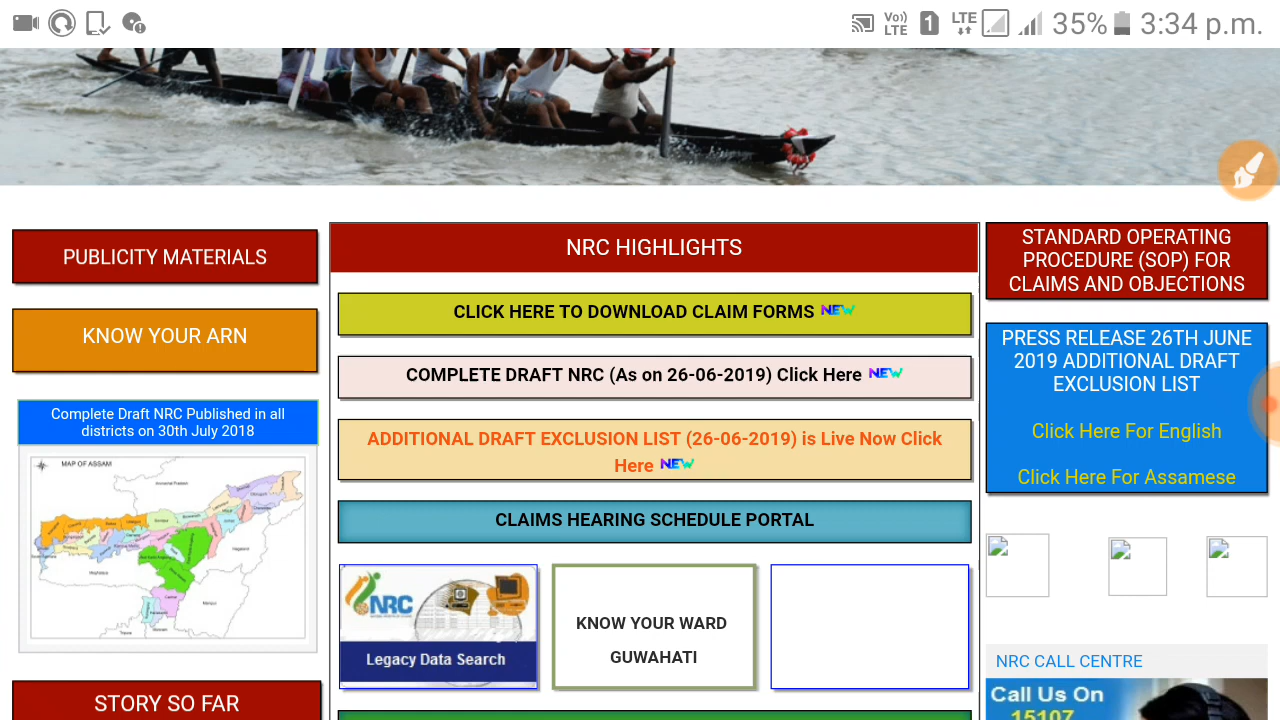 Vo)) LTE 1 LTE 35% 3:34 p.m.
PUBLICITY MATERIALS
KNOW YOUR ARN
Complete Draft NRC Published in all
districts on 30th July 2018
MAP OF ASSAM
STORY SO FAR
NRC HIGHLIGHTS
CLICK HERE TO DOWNLOAD CLAIM FORMS NEW
COMPLETE DRAFT NRC (As on 26-06-2019) Click Here NEW
ADDITIONAL DRAFT EXCLUSION LIST (26-06-2019) is Live Now Click
Here NEW
CLAIMS HEARING SCHEDULE PORTAL
NRC
Legacy Data Search
KNOW YOUR WARD
GUWAHATI
STANDARD OPERATING
PROCEDURE (SOP) FOR
CLAIMS AND OBJECTIONS
PRESS RELEASE 26TH JUNE
2019 ADDITIONAL DRAFT
EXCLUSION LIST
Click Here For English
Click Here For Assamese
NRC CALL CENTRE
Call Us On
15107